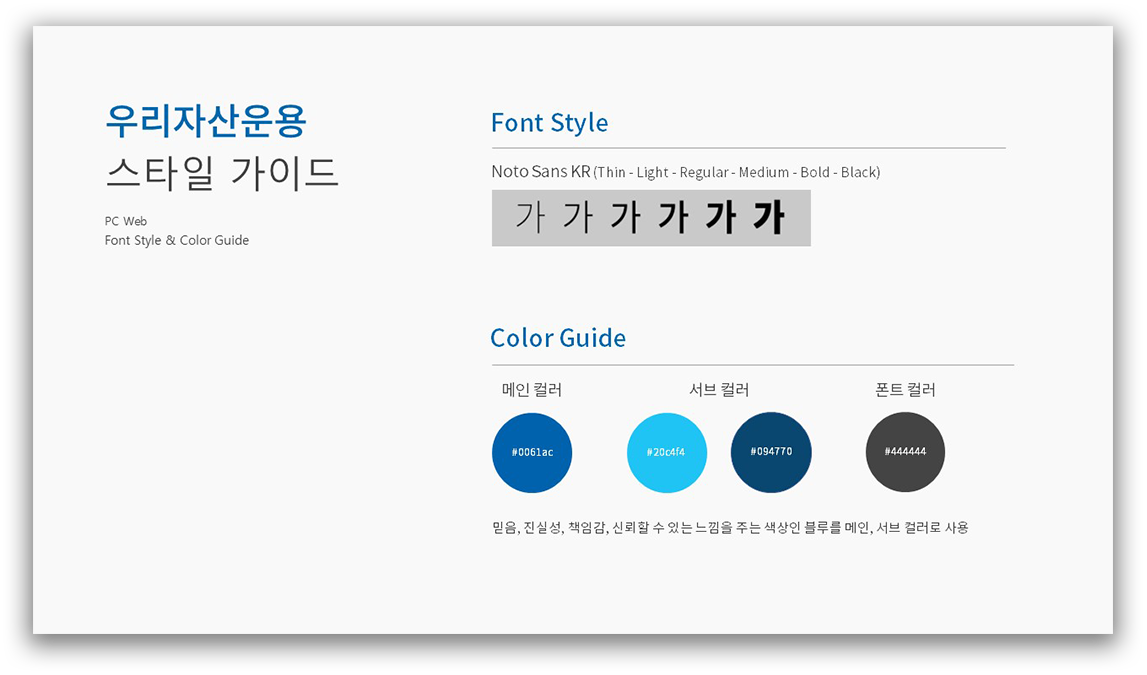 우리자산운용
스타일 가이드
PC Web
Font Style & Color Guide
Font Style
Noto Sans KR (Thin - Light - Regular - Medium - Bold - Black)
가 가 가 가 가 가
Color Guide
메인 컬러 서브 컬러 폰트 컬러
#0061ac #20c4f4 #094770 #444444
믿음, 진실성, 책임감, 신뢰할 수 있는 느낌을 주는 색상인 블루를 메인, 서브 컬러로 사용